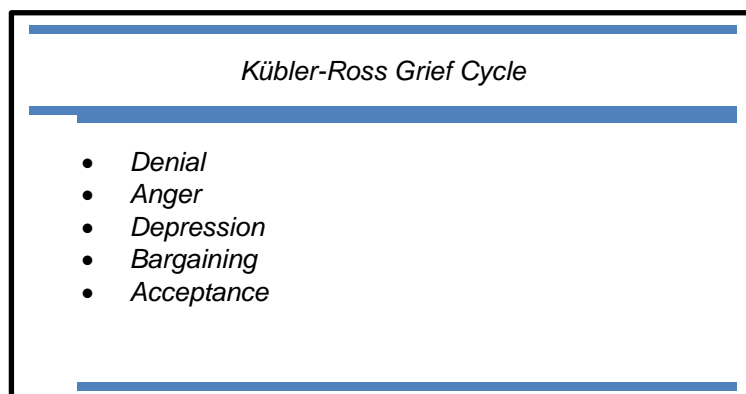 Kübler-Ross Grief Cycle
• Denial
• Anger
• Depression
• Bargaining
• Acceptance